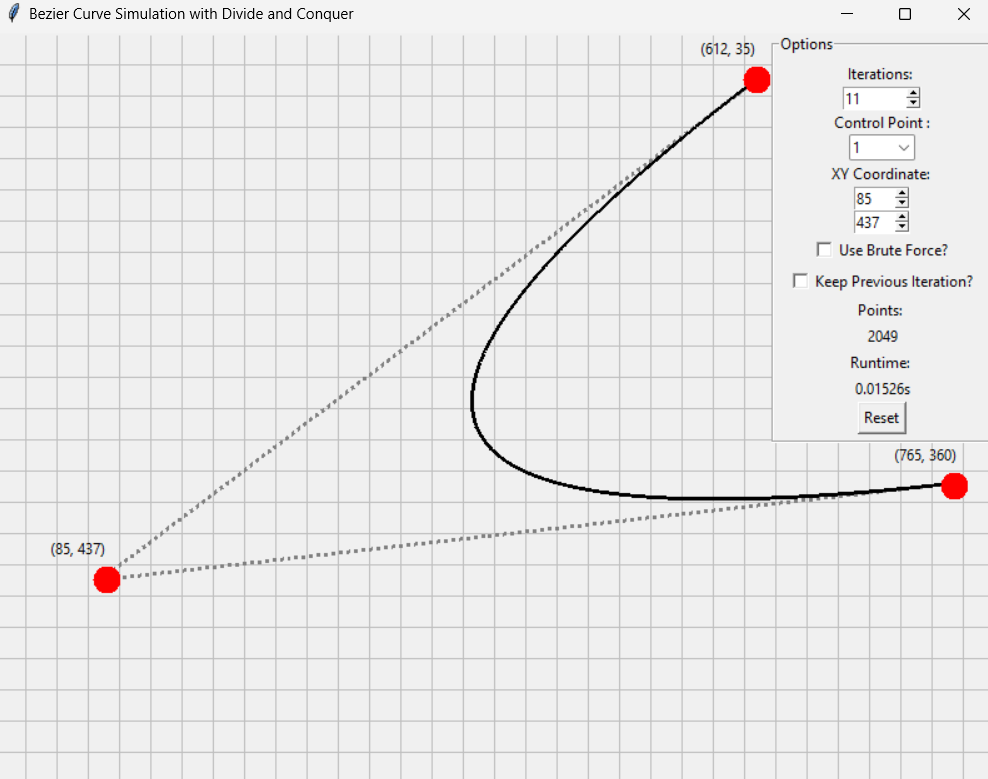 Bezier Curve Simulation with Divide and Conquer
(612, 35)
Options
Iterations:
11
Control Point :
1
XY Coordinate:
85
437
Use Brute Force?
Keep Previous Iteration?
Points:
2049
Runtime:
0.01526s
Reset
(765, 360)
(85, 437)